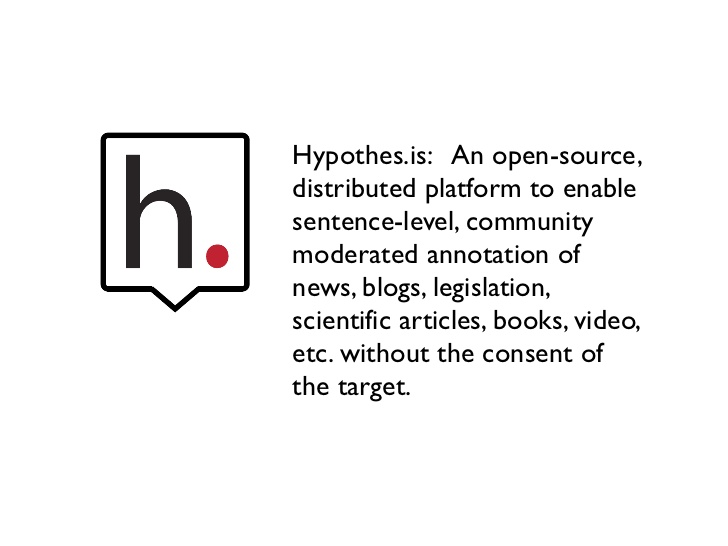 h.
Hypothes.is: An open-source,
distributed platform to enable
sentence-level, community
moderated annotation of
news, blogs, legislation,
scientific articles, books, video,
etc. without the consent of
the target.